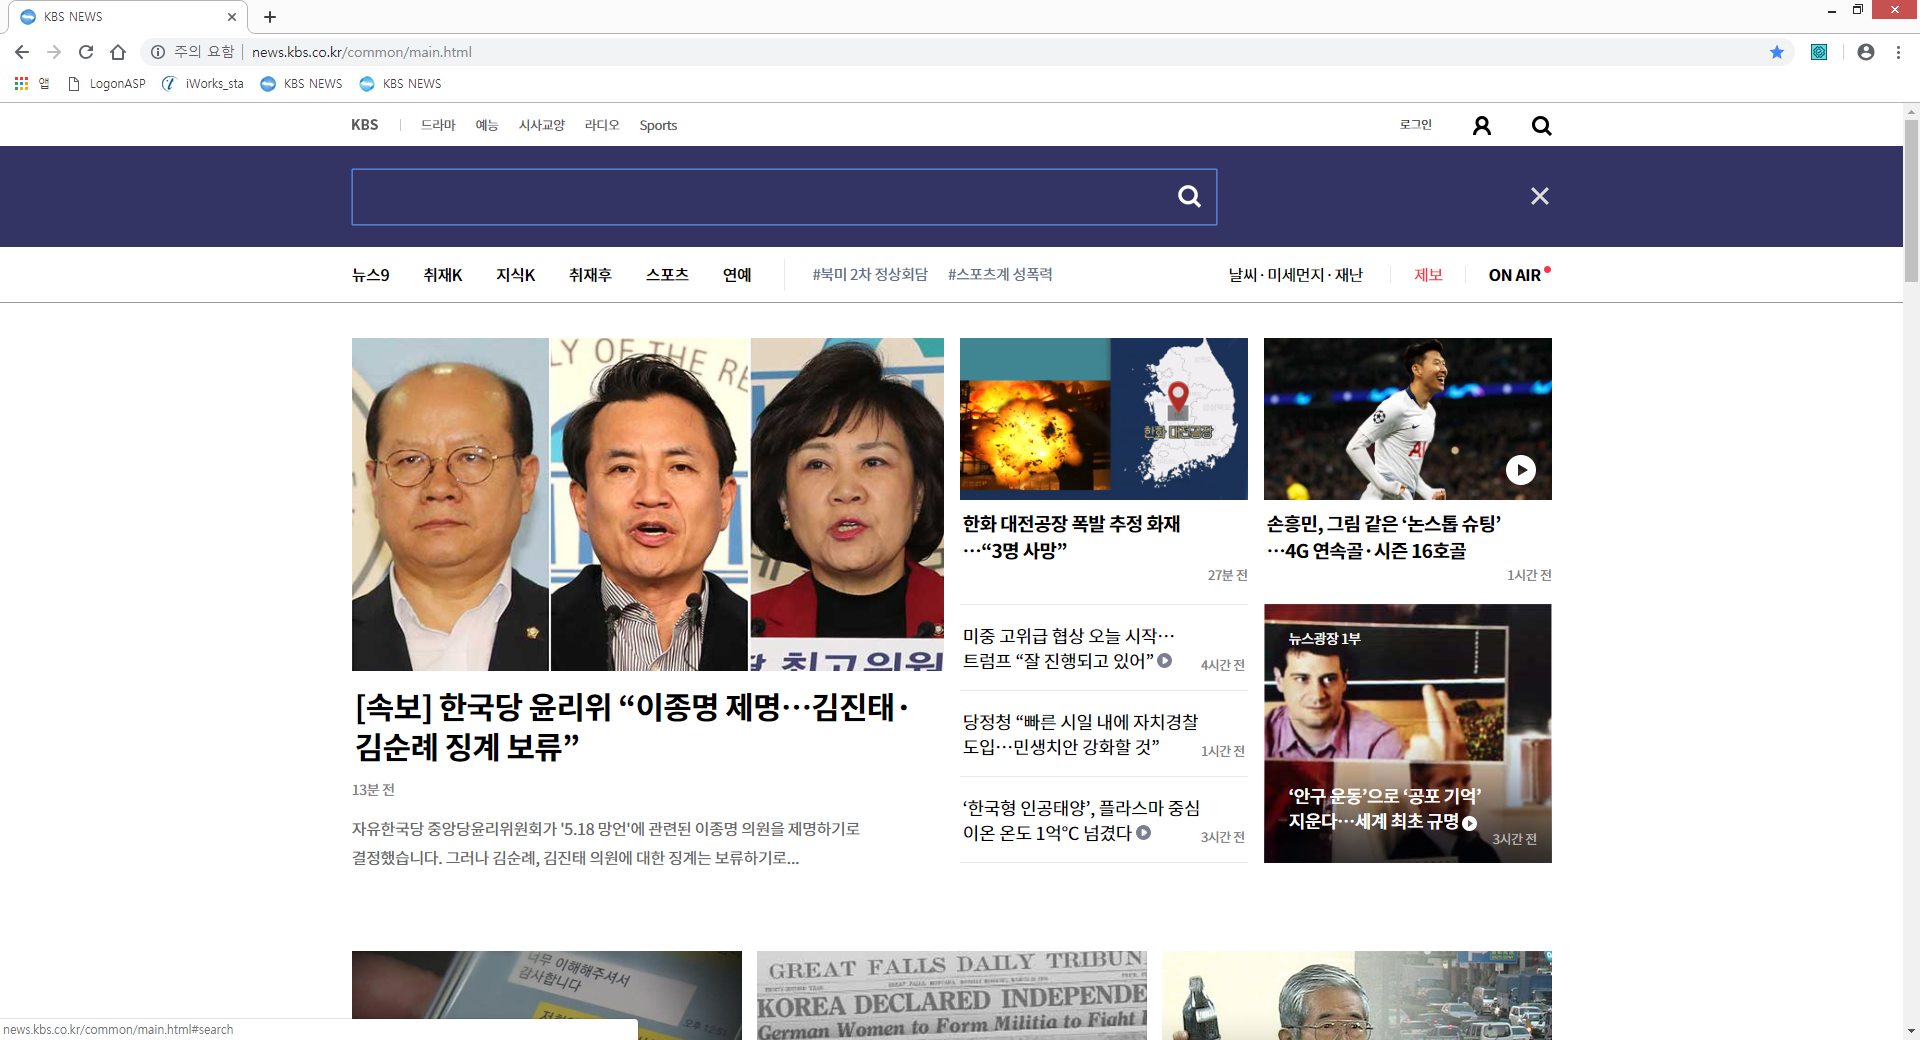 KBS NEWS
주의 요함
news.kbs.co.kr/common/main.html
앱
LogonASP
iWorks_sta
KBS NEWS
KBS NEWS
KBS
드라마
예능
시사교양
라디오
Sports
로그인
뉴스9
취재K
지식K
취재후
스포츠
연예
#북미 2차 정상회담
#스포츠계 성폭력
날씨·미세먼지·재난
제보
ON AIR
LY OF THE RE
당 최고위원
[속보] 한국당 윤리위 “이종명 제명…김진태·
김순례 징계 보류”
13분 전
자유한국당 중앙당윤리위원회가 '5.18 망언'에 관련된 이종명 의원을 제명하기로
결정했습니다. 그러나 김순례, 김진태 의원에 대한 징계는 보류하기로...
한화 대전공장
한화 대전공장 폭발 추정 화재
…“3명 사망”
27분 전
미중 고위급 협상 오늘 시작…
트럼프 “잘 진행되고 있어”
4시간 전
당정청 “빠른 시일 내에 자치경찰
도입…민생치안 강화할 것”
1시간 전
‘한국형 인공태양’, 플라스마 중심
이온 온도 1억℃ 넘겼다
3시간 전
AI
손흥민, 그림 같은 ‘논스톱 슈팅’
…4G 연속골·시즌 16호골
1시간 전
뉴스광장 1부
‘안구 운동’으로 ‘공포 기억’
지운다…세계 최초 규명
3시간 전
너무 이해해주셔서
감사합니다
오후 12:51
GREAT FALLS DAILY TRIBUN
KOREA DECLARED INDEPENDE
German Women to Form Militia to Fight
news.kbs.co.kr/common/main.html#search